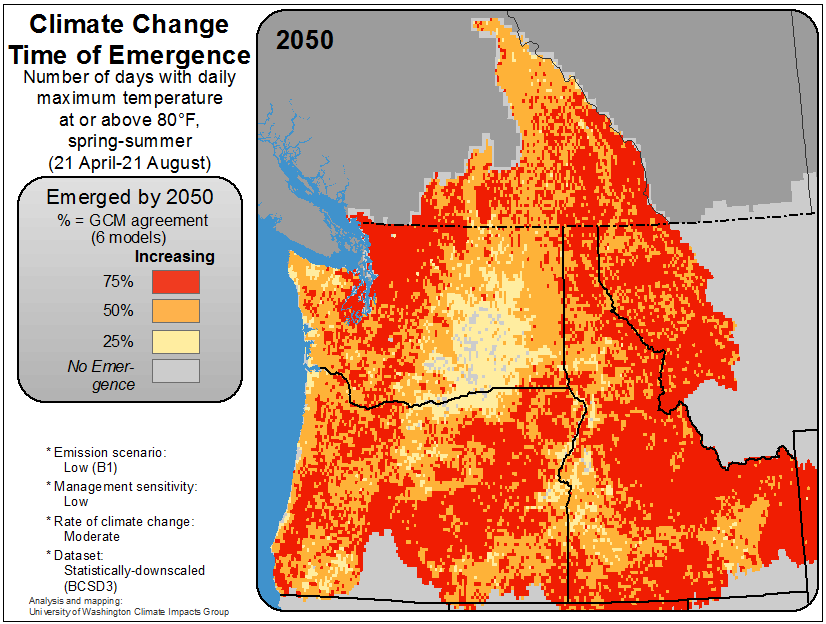 Climate Change
Time of Emergence
Number of days with daily
maximum temperature
at or above 80°F,
spring-summer
(21 April-21 August)
Emerged by 2050
% = GCM agreement
(6 models)
Increasing
75%
50%
25%
No Emer-
gence
* Emission scenario:
Low (B1)
* Management sensitivity:
Low
* Rate of climate change:
Moderate
* Dataset:
Statistically-downscaled
(BCSD3)
Analysis and mapping:
University of Washington Climate Impacts Group
2050